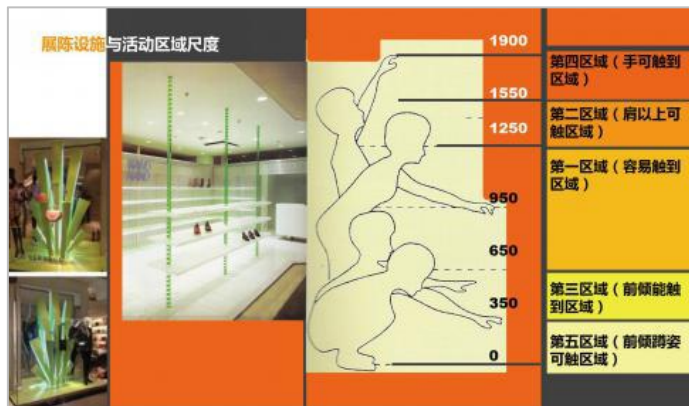 展陈设施与活动区域尺度
1900
1550
1250
950
650
350
0
第四区域（手可触到
区域）
第二区域（肩以上可
触区域）
第一区域（容易触到
区域）
第三区域（前倾能触
到区域）
第五区域（前倾蹲姿
可触区域）